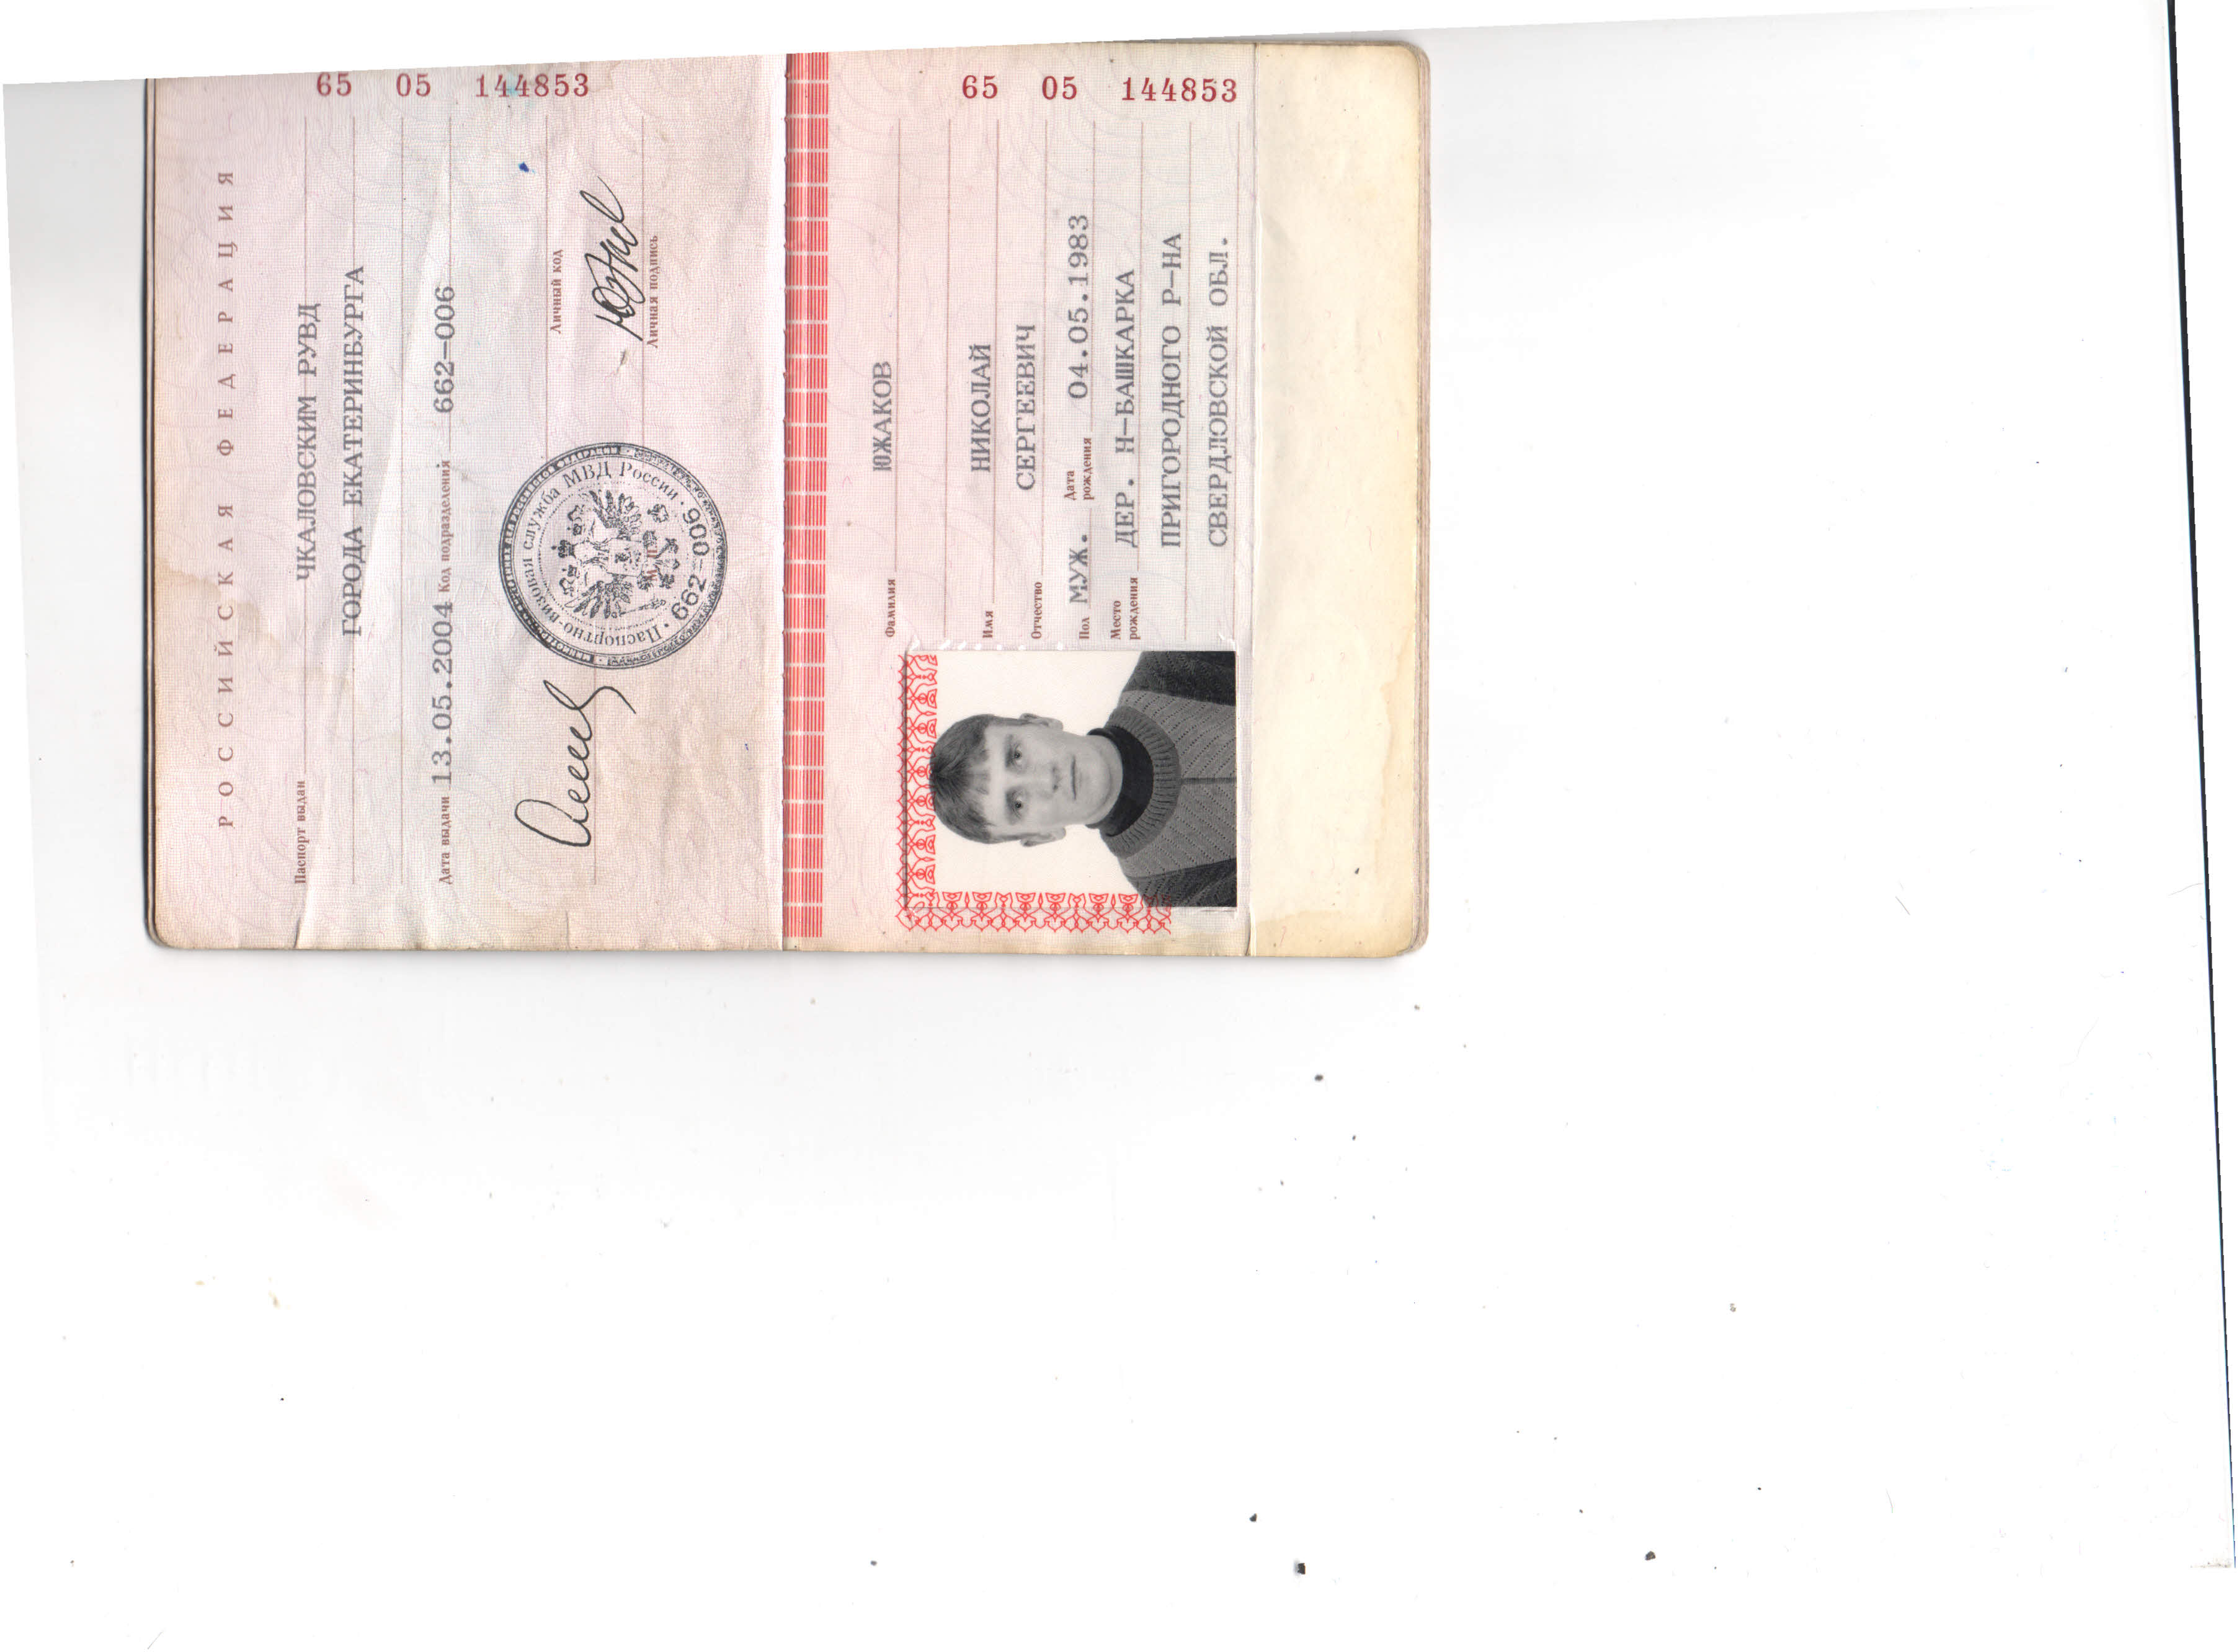 РОССИЙСКАЯ ФЕДЕРАЦИЯ
Паспорт выдан ЧКАЛОВСКИМ РУВД
ГОРОДА ЕКАТЕРИНБУРГА
Дата выдачи 13.05.2004 Код подразделения 662-006
Личный код
Личная подпись
Паспортно-визовая служба МВД России
662-006
М.П.
65 05 144853
Фамилия ЮЖАКОВ
Имя НИКОЛАЙ
Отчество СЕРГЕЕВИЧ
Пол МУЖ. Дата рождения 04.05.1983
Место рождения ДЕР. Н-БАШКАРКА
ПРИГОРОДНОГО Р-НА
СВЕРДЛОВСКОЙ ОБЛ.
65 05 144853